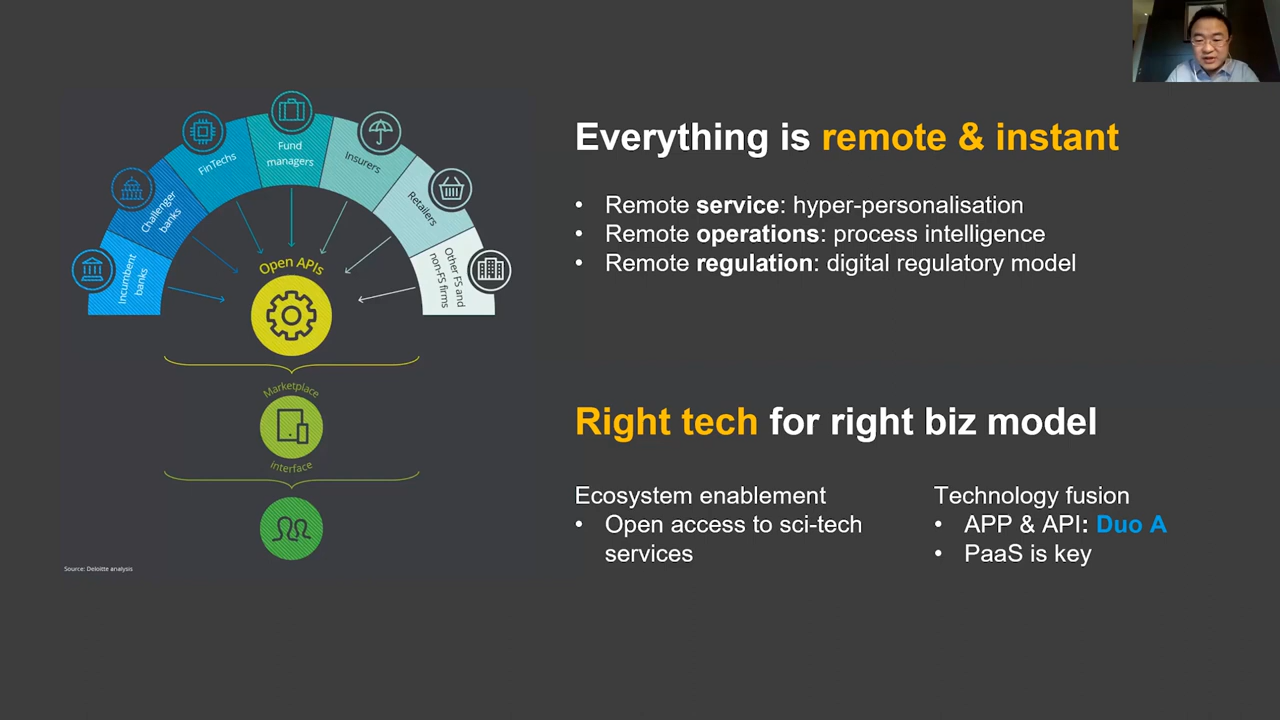 Incumbent
banks
Challenger
banks
FinTechs
Fund
managers
Insurers
Retailers
Other FS and
non-FS firms
Open APIs
Marketplace
Interface
Source: Deloitte analysis
Everything is remote & instant
• Remote service: hyper-personalisation
• Remote operations: process intelligence
• Remote regulation: digital regulatory model
Right tech for right biz model
Ecosystem enablement
• Open access to sci-tech
services
Technology fusion
• APP & API: Duo A
• PaaS is key